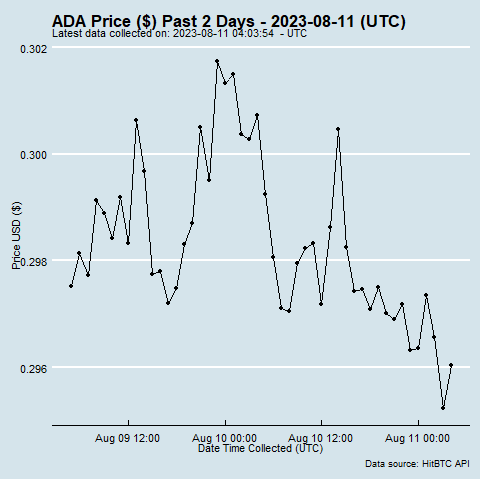 ADA Price ($) Past 2 Days - 2023-08-11 (UTC)
Latest data collected on: 2023-08-11 04:03:54 - UTC
0.302
0.300
0.298
0.296
Price USD ($)
Aug 09 12:00
Aug 10 00:00
Aug 10 12:00
Aug 11 00:00
Date Time Collected (UTC)
Data source: HitBTC API